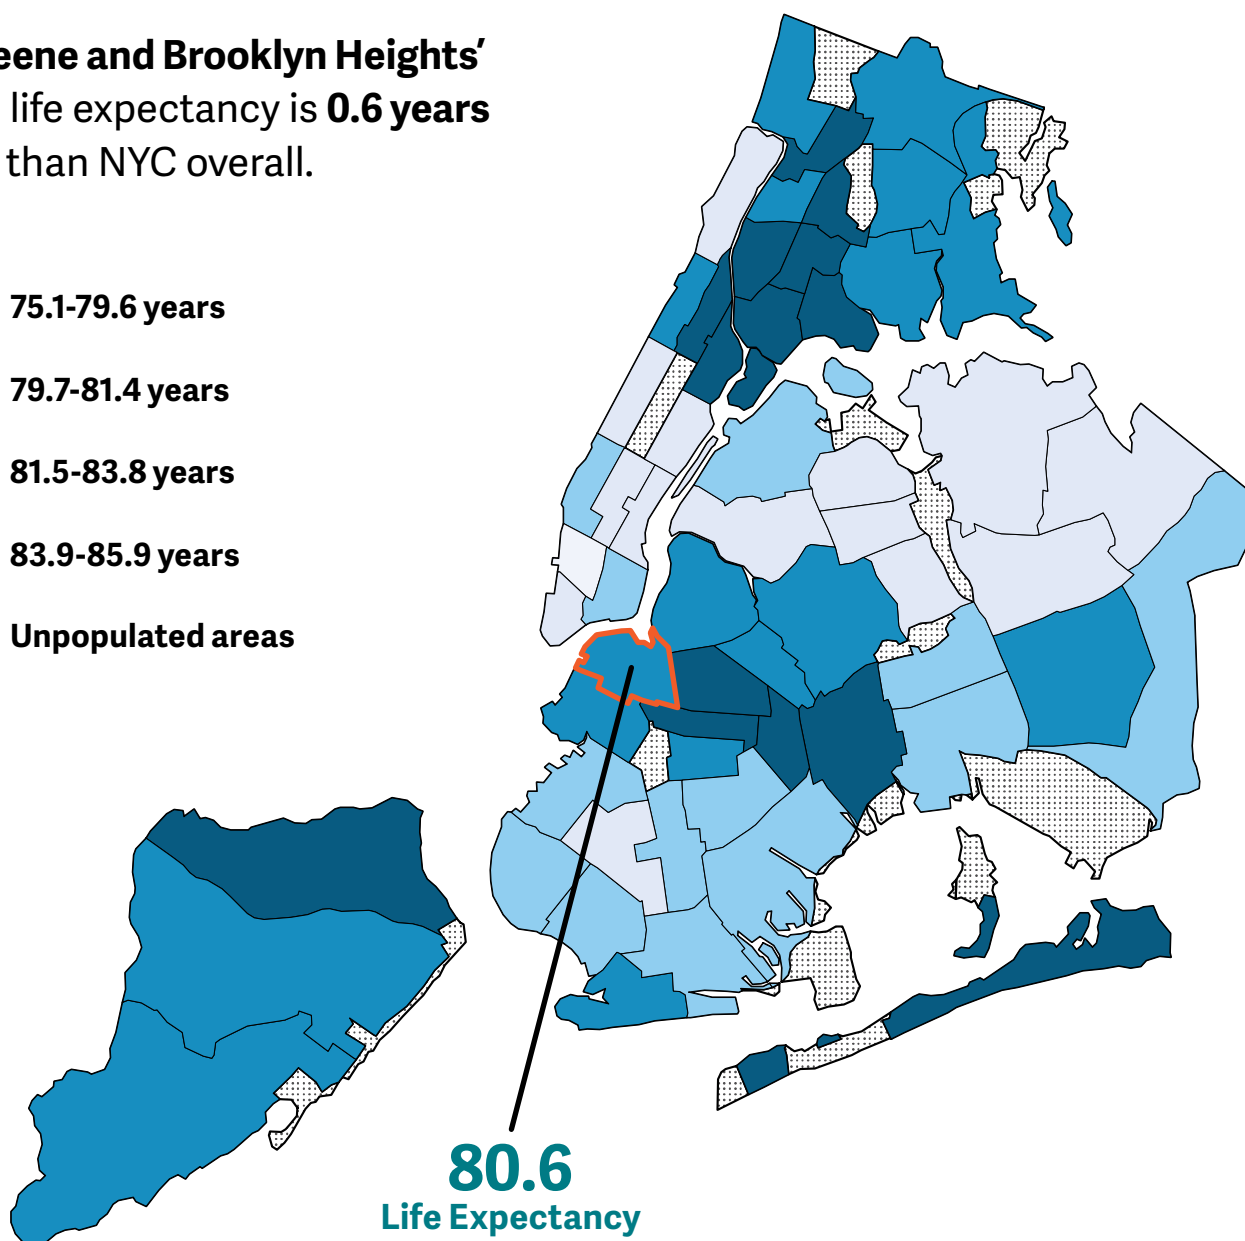 eene and Brooklyn Heights’
life expectancy is 0.6 years
than NYC overall.
75.1-79.6 years
79.7-81.4 years
81.5-83.8 years
83.9-85.9 years
Unpopulated areas
80.6
Life Expectancy